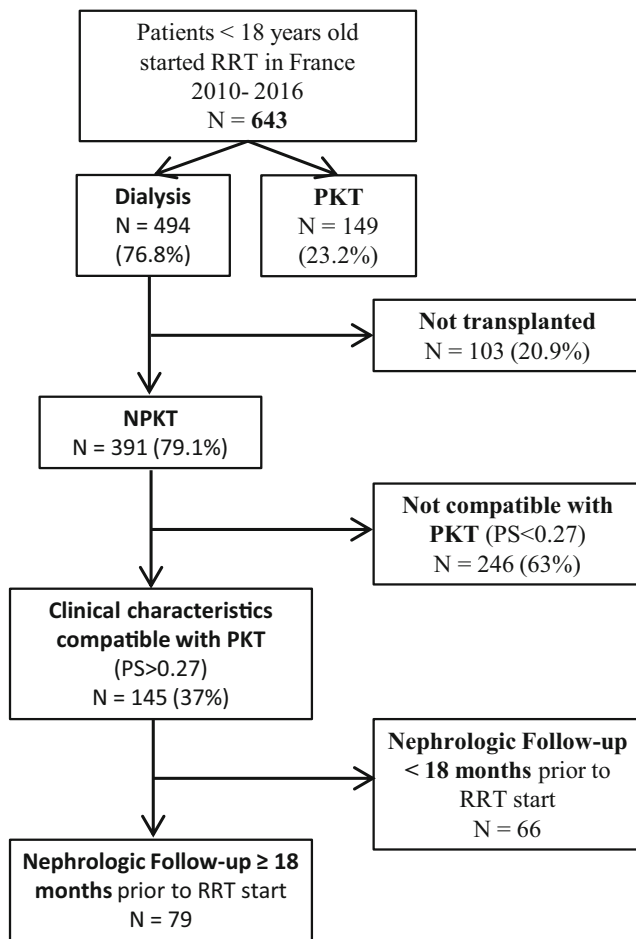 Patients < 18 years old
started RRT in France
2010- 2016
N = 643
Dialysis
N = 494
(76.8%)
PKT
N = 149
(23.2%)
Not transplanted
N = 103 (20.9%)
NPKT
N = 391 (79.1%)
Not compatible with
PKT (PS<0.27)
N = 246 (63%)
Clinical characteristics
compatible with PKT
(PS>0.27)
N = 145 (37%)
Nephrologic Follow-up
< 18 months prior to
RRT start
N = 66
Nephrologic Follow-up ≥ 18
months prior to RRT start
N = 79